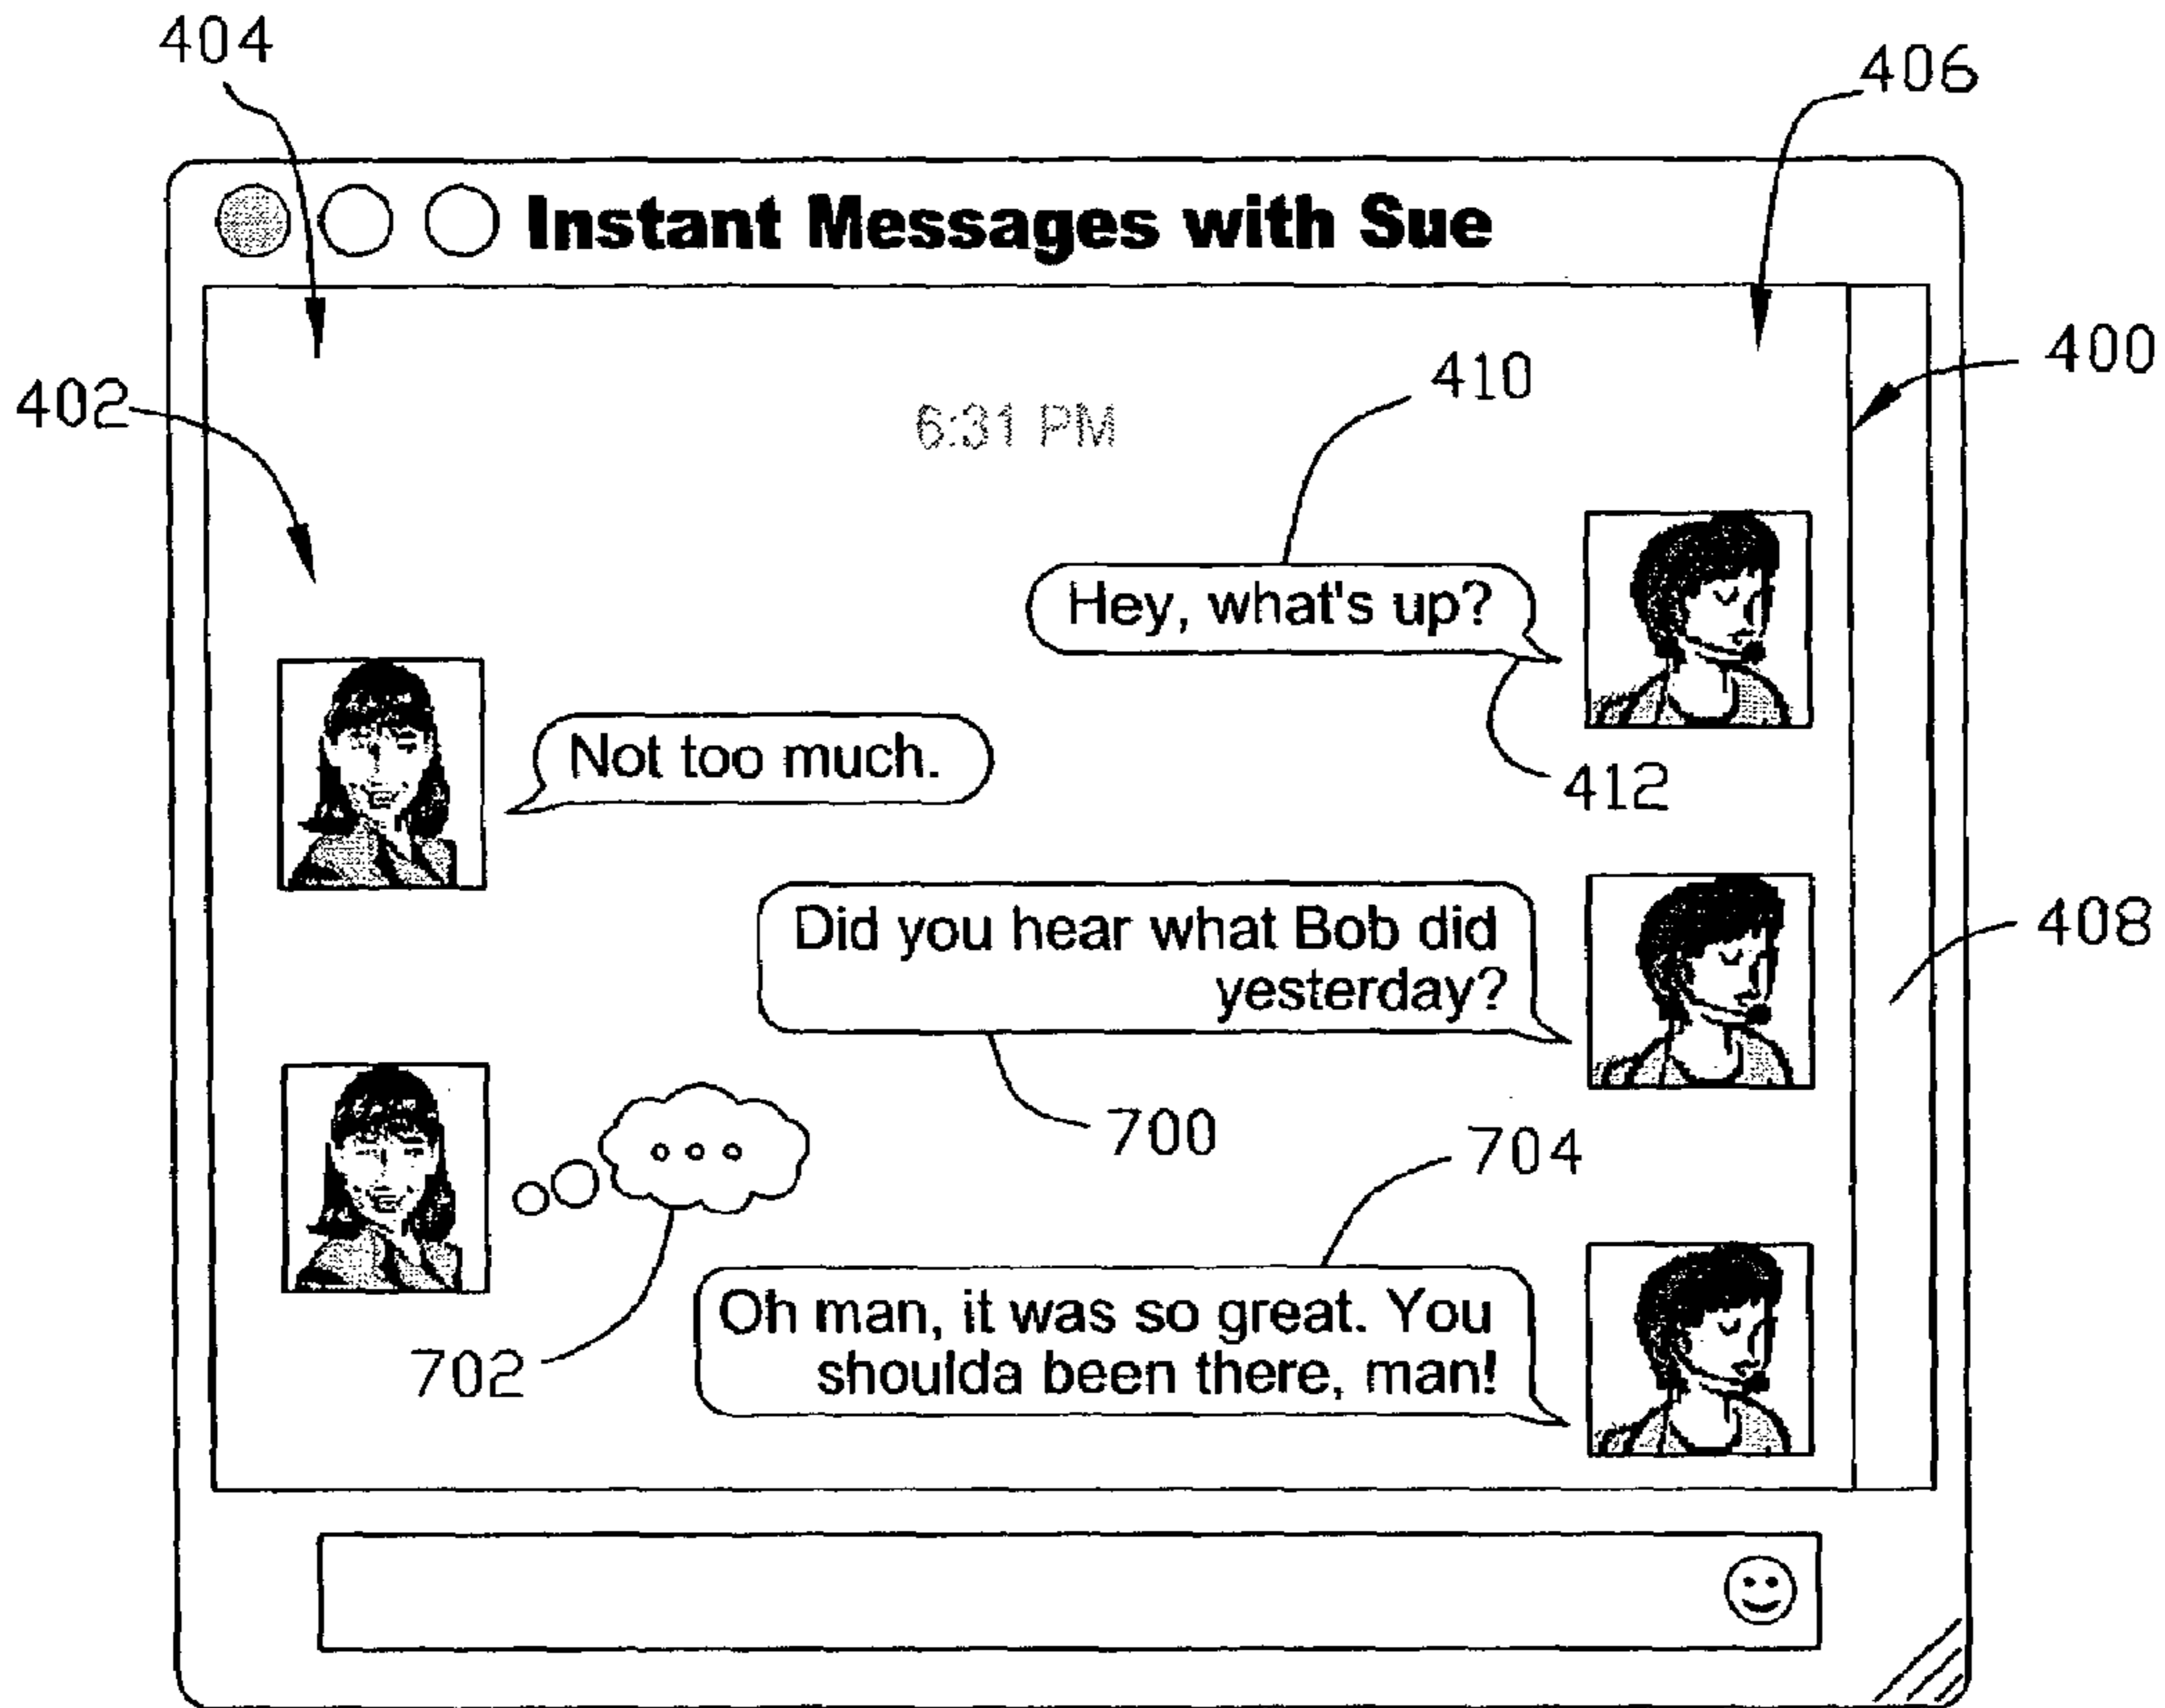 404
406
Instant Messages with Sue
400
410
402
6:31 PM
Hey, what's up?
Not too much.
412
Did you hear what Bob did
yesterday?
408
700
704
Oh man, it was so great. You
shoulda been there, man!
702